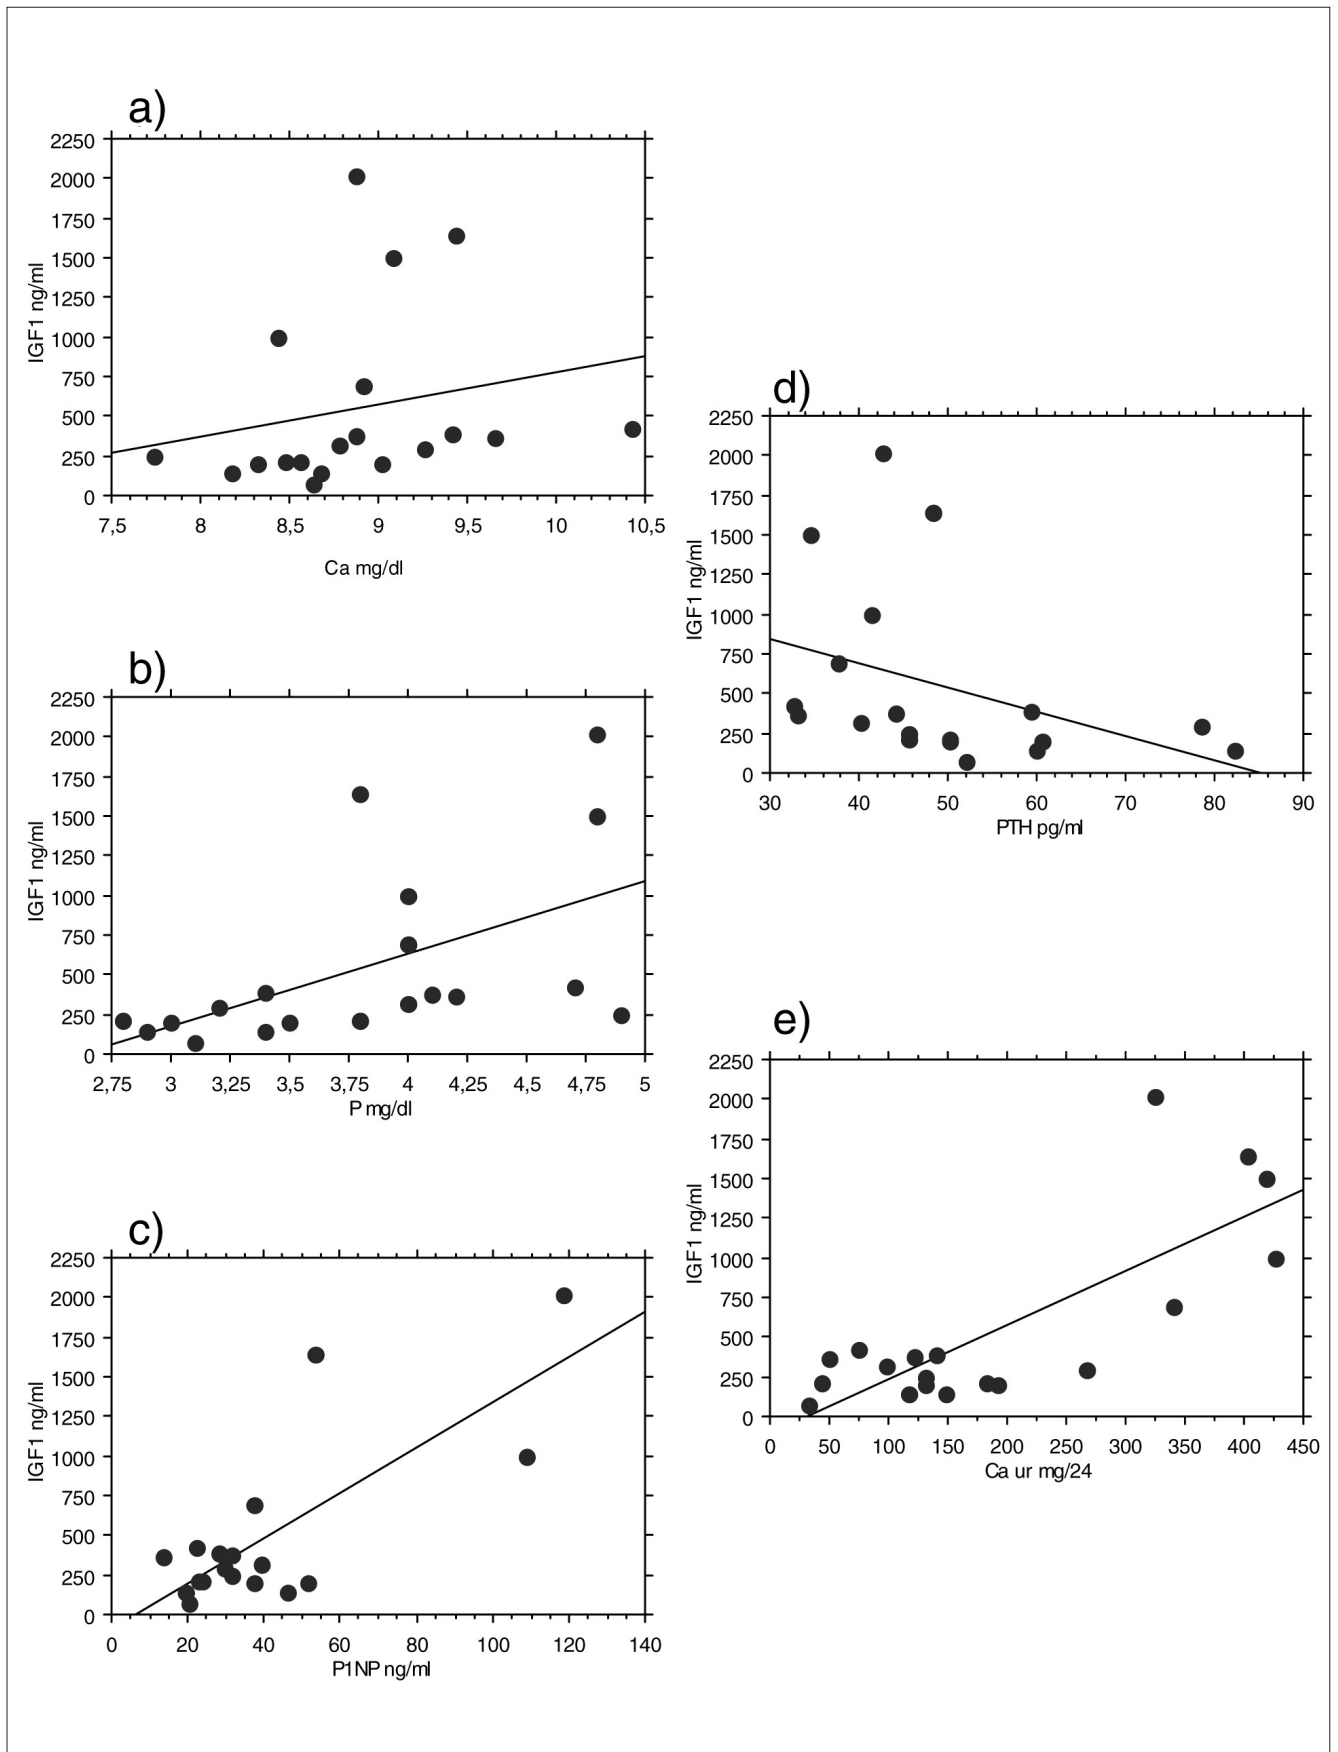 a)
2250
2000
1750
1500
1250
1000
750
500
250
0
IGF1 ng/ml
7,5 8 8,5 9 9,5 10 10,5
Ca mg/dl
b)
2250
2000
1750
1500
1250
1000
750
500
250
0
IGF1 ng/ml
2,75 3 3,25 3,5 3,75 4 4,25 4,5 4,75 5
P mg/dl
c)
2250
2000
1750
1500
1250
1000
750
500
250
0
IGF1 ng/ml
0 20 40 60 80 100 120 140
P1NP ng/ml
d)
2250
2000
1750
1500
1250
1000
750
500
250
0
IGF1 ng/ml
30 40 50 60 70 80 90
PTH pg/ml
e)
2250
2000
1750
1500
1250
1000
750
500
250
0
IGF1 ng/ml
0 50 100 150 200 250 300 350 400 450
Ca ur mg/24